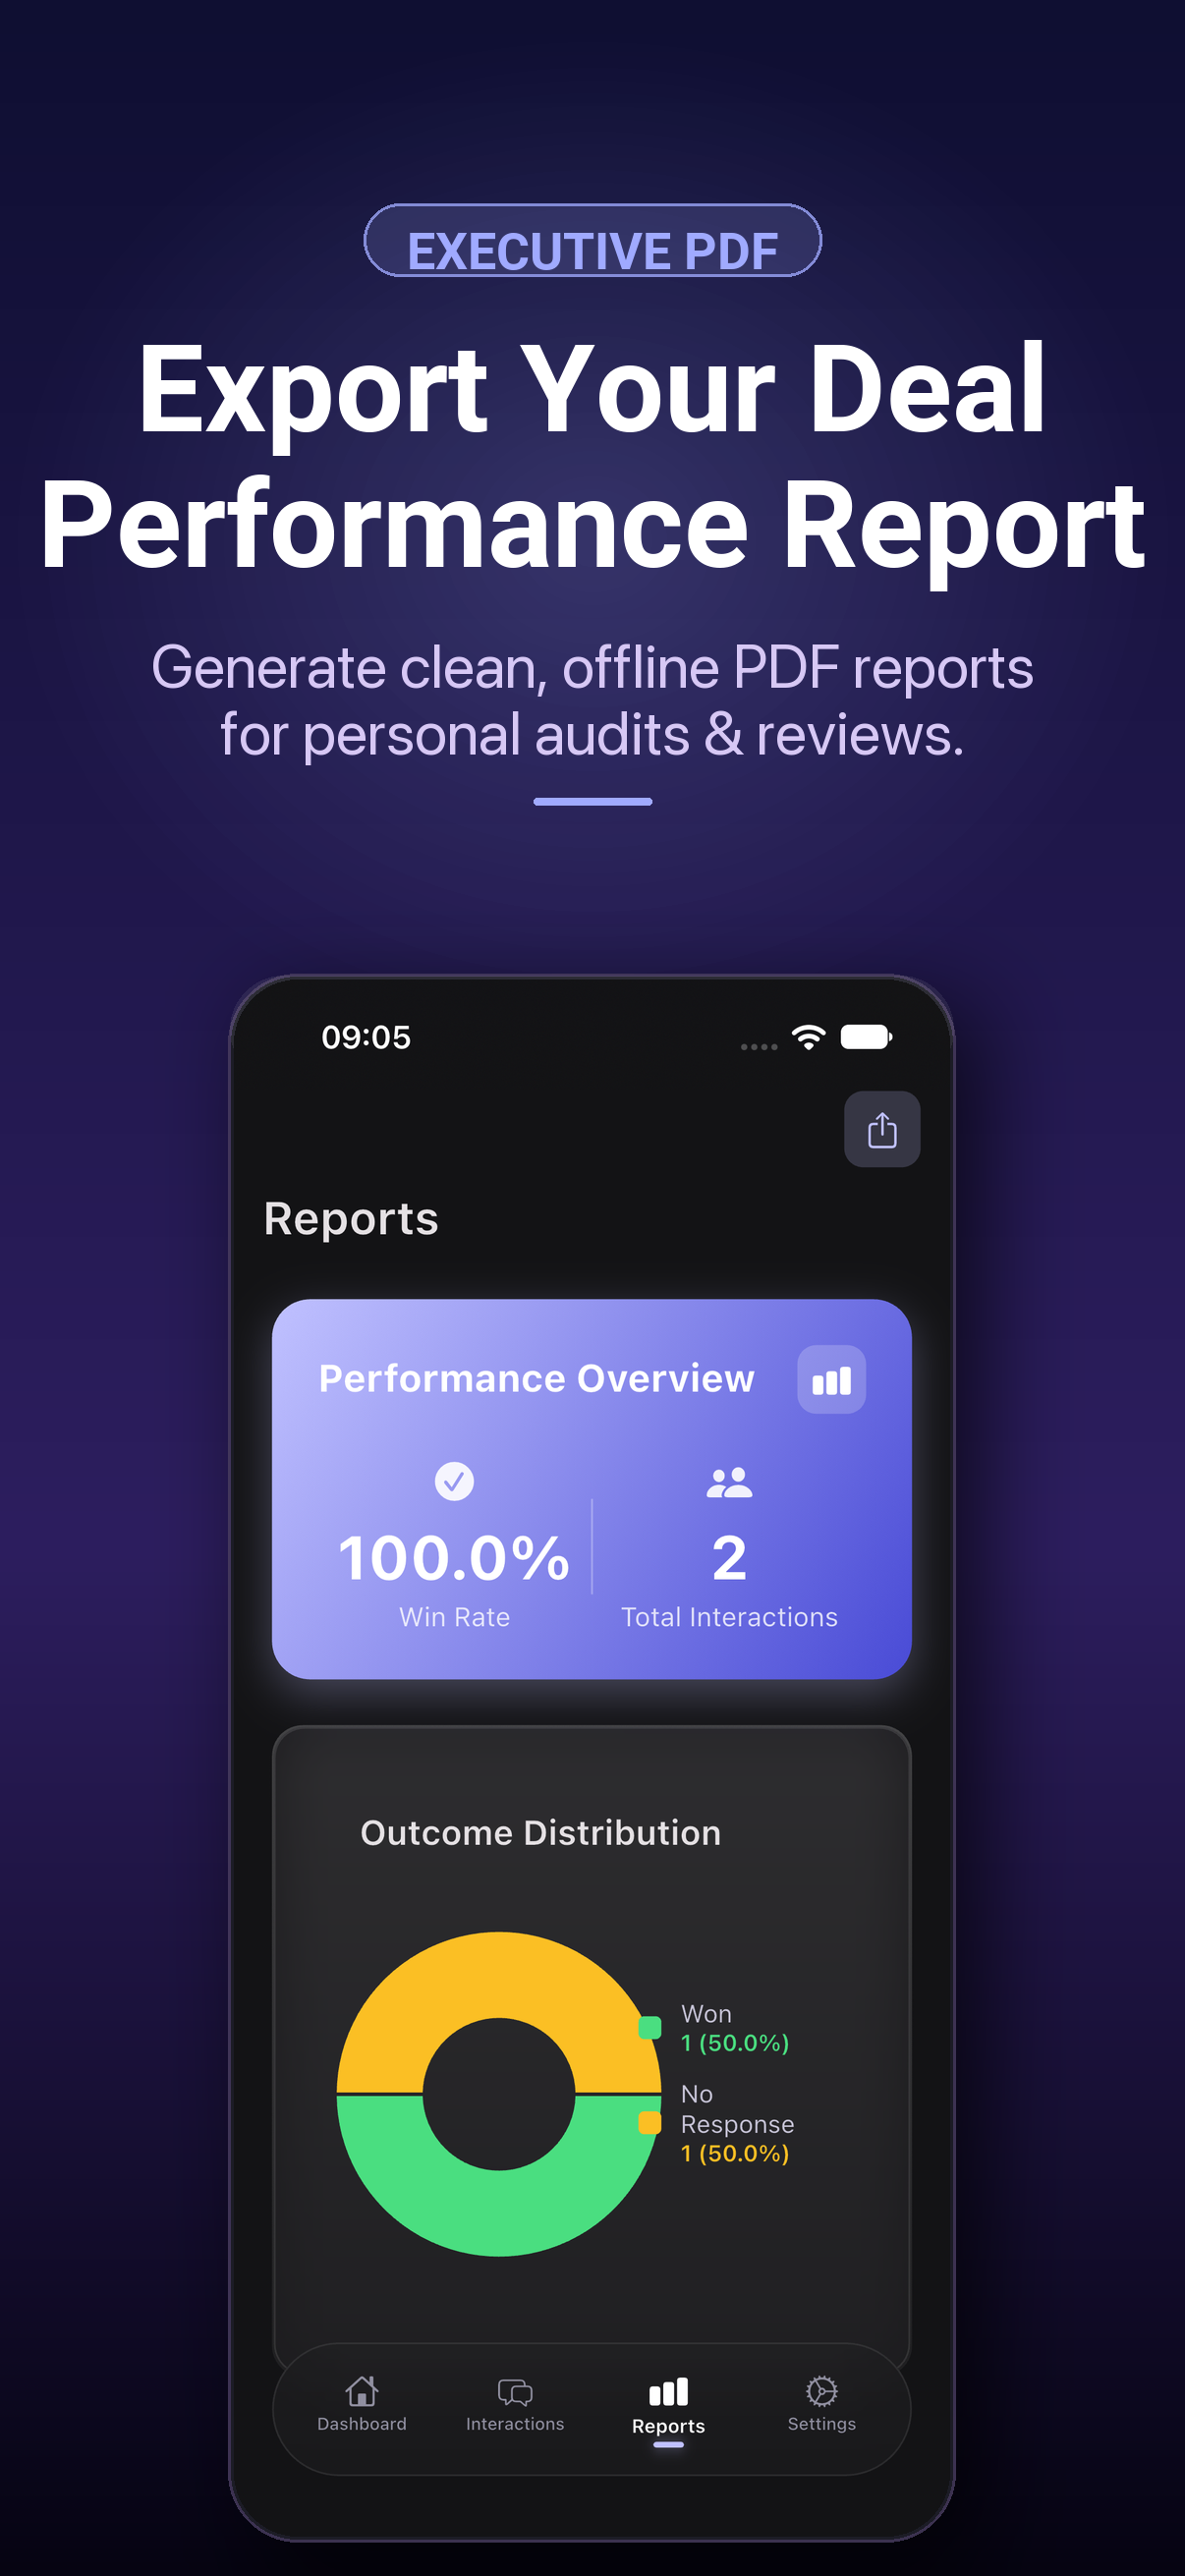 EXECUTIVE PDF
Export Your Deal
Performance Report
Generate clean, offline PDF reports
for personal audits & reviews.
09:05
Reports
Performance Overview
100.0%
Win Rate
2
Total Interactions
Outcome Distribution
Won
1 (50.0%)
No
Response
1 (50.0%)
Dashboard
Interactions
Reports
Settings